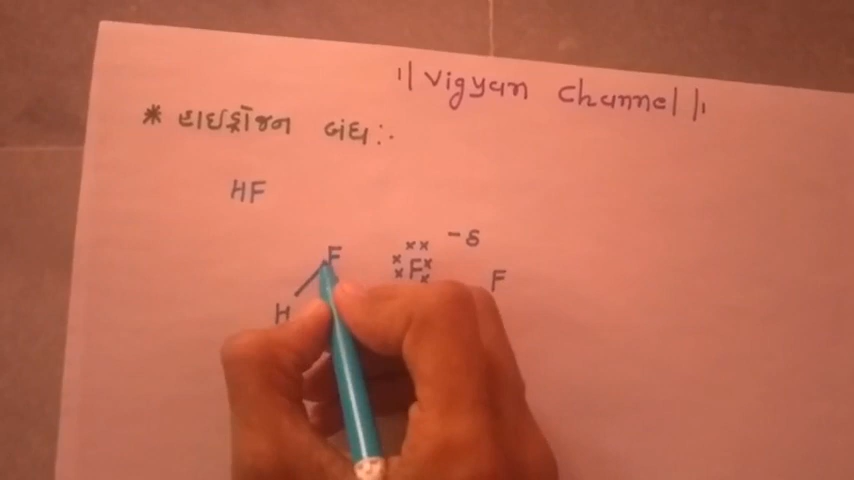 || Vigyan Channel ||
* હાઇડ્રોજન બંધ :-
HF
-δ
F F F
H